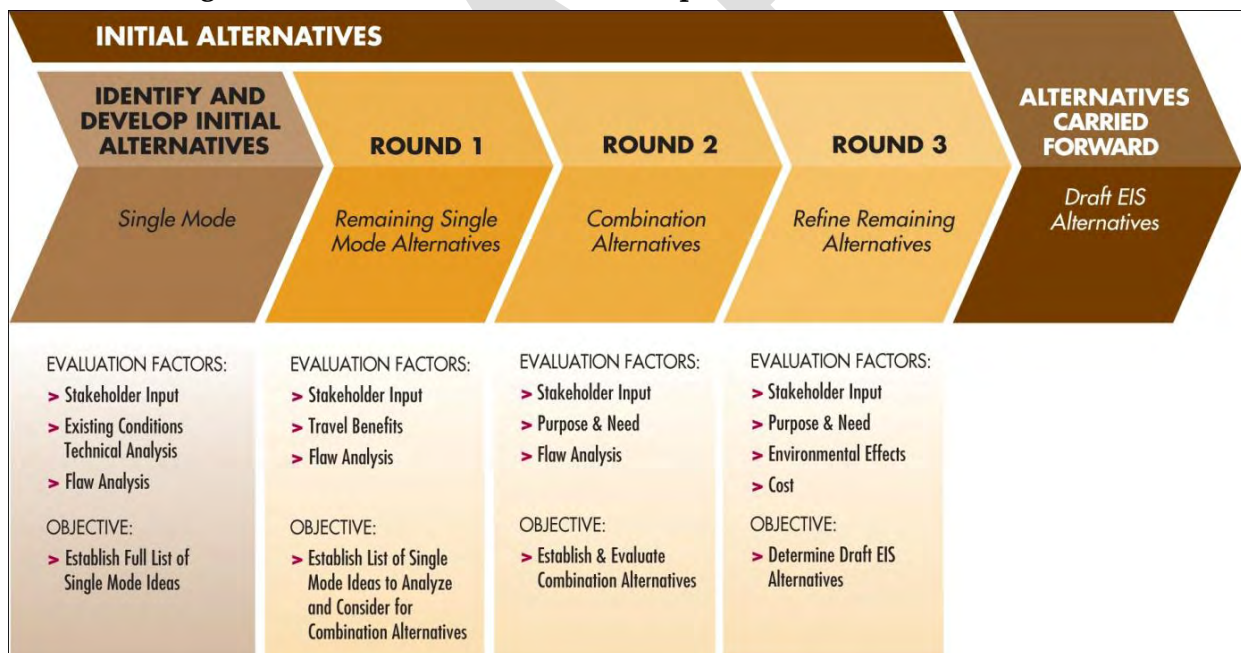 INITIAL ALTERNATIVES
IDENTIFY AND
DEVELOP INITIAL
ALTERNATIVES
Single Mode
ROUND 1
Remaining Single
Mode Alternatives
ROUND 2
Combination
Alternatives
ROUND 3
Refine Remaining
Alternatives
ALTERNATIVES
CARRIED
FORWARD
Draft EIS
Alternatives
EVALUATION FACTORS:
> Stakeholder Input
> Existing Conditions
Technical Analysis
> Flaw Analysis
OBJECTIVE:
> Establish Full List of
Single Mode Ideas
EVALUATION FACTORS:
> Stakeholder Input
> Travel Benefits
> Flaw Analysis
OBJECTIVE:
> Establish List of Single
Mode Ideas to Analyze
and Consider for
Combination Alternatives
EVALUATION FACTORS:
> Stakeholder Input
> Purpose & Need
> Flaw Analysis
OBJECTIVE:
> Establish & Evaluate
Combination Alternatives
EVALUATION FACTORS:
> Stakeholder Input
> Purpose & Need
> Environmental Effects
> Cost
OBJECTIVE:
> Determine Draft EIS
Alternatives